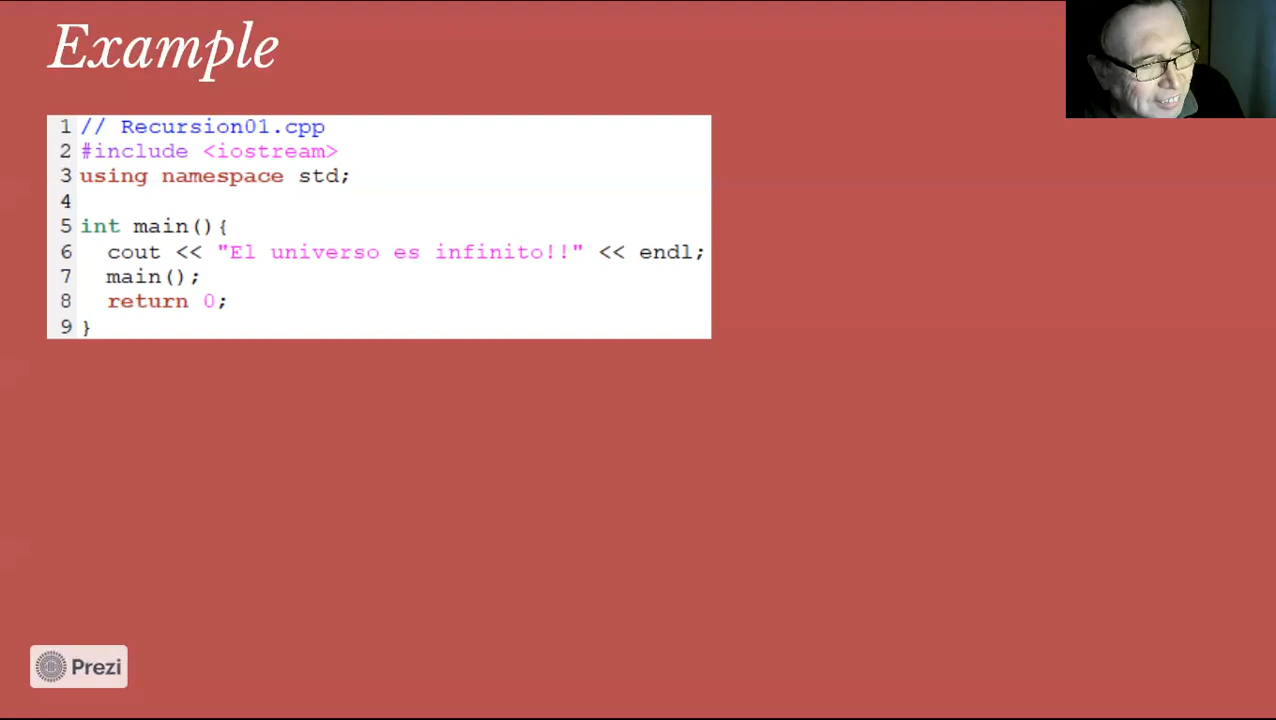 Example
1 // Recursion01.cpp
2 #include <iostream>
3 using namespace std;
4
5 int main(){
6   cout << "El universo es infinito!!" << endl;
7   main();
8   return 0;
9 }
Prezi